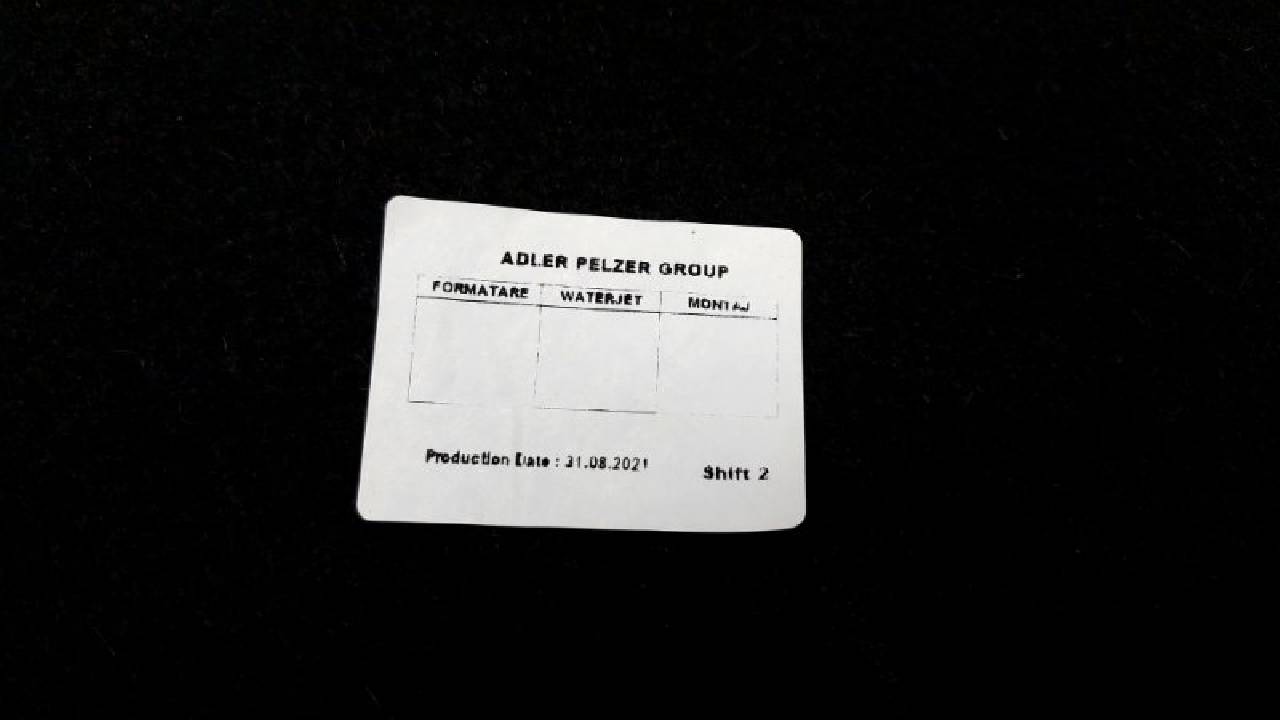 ADLER PELZER GROUP
FORMATARE WATERJET MONTAJ
Production Date : 31.08.2021 Shift 2